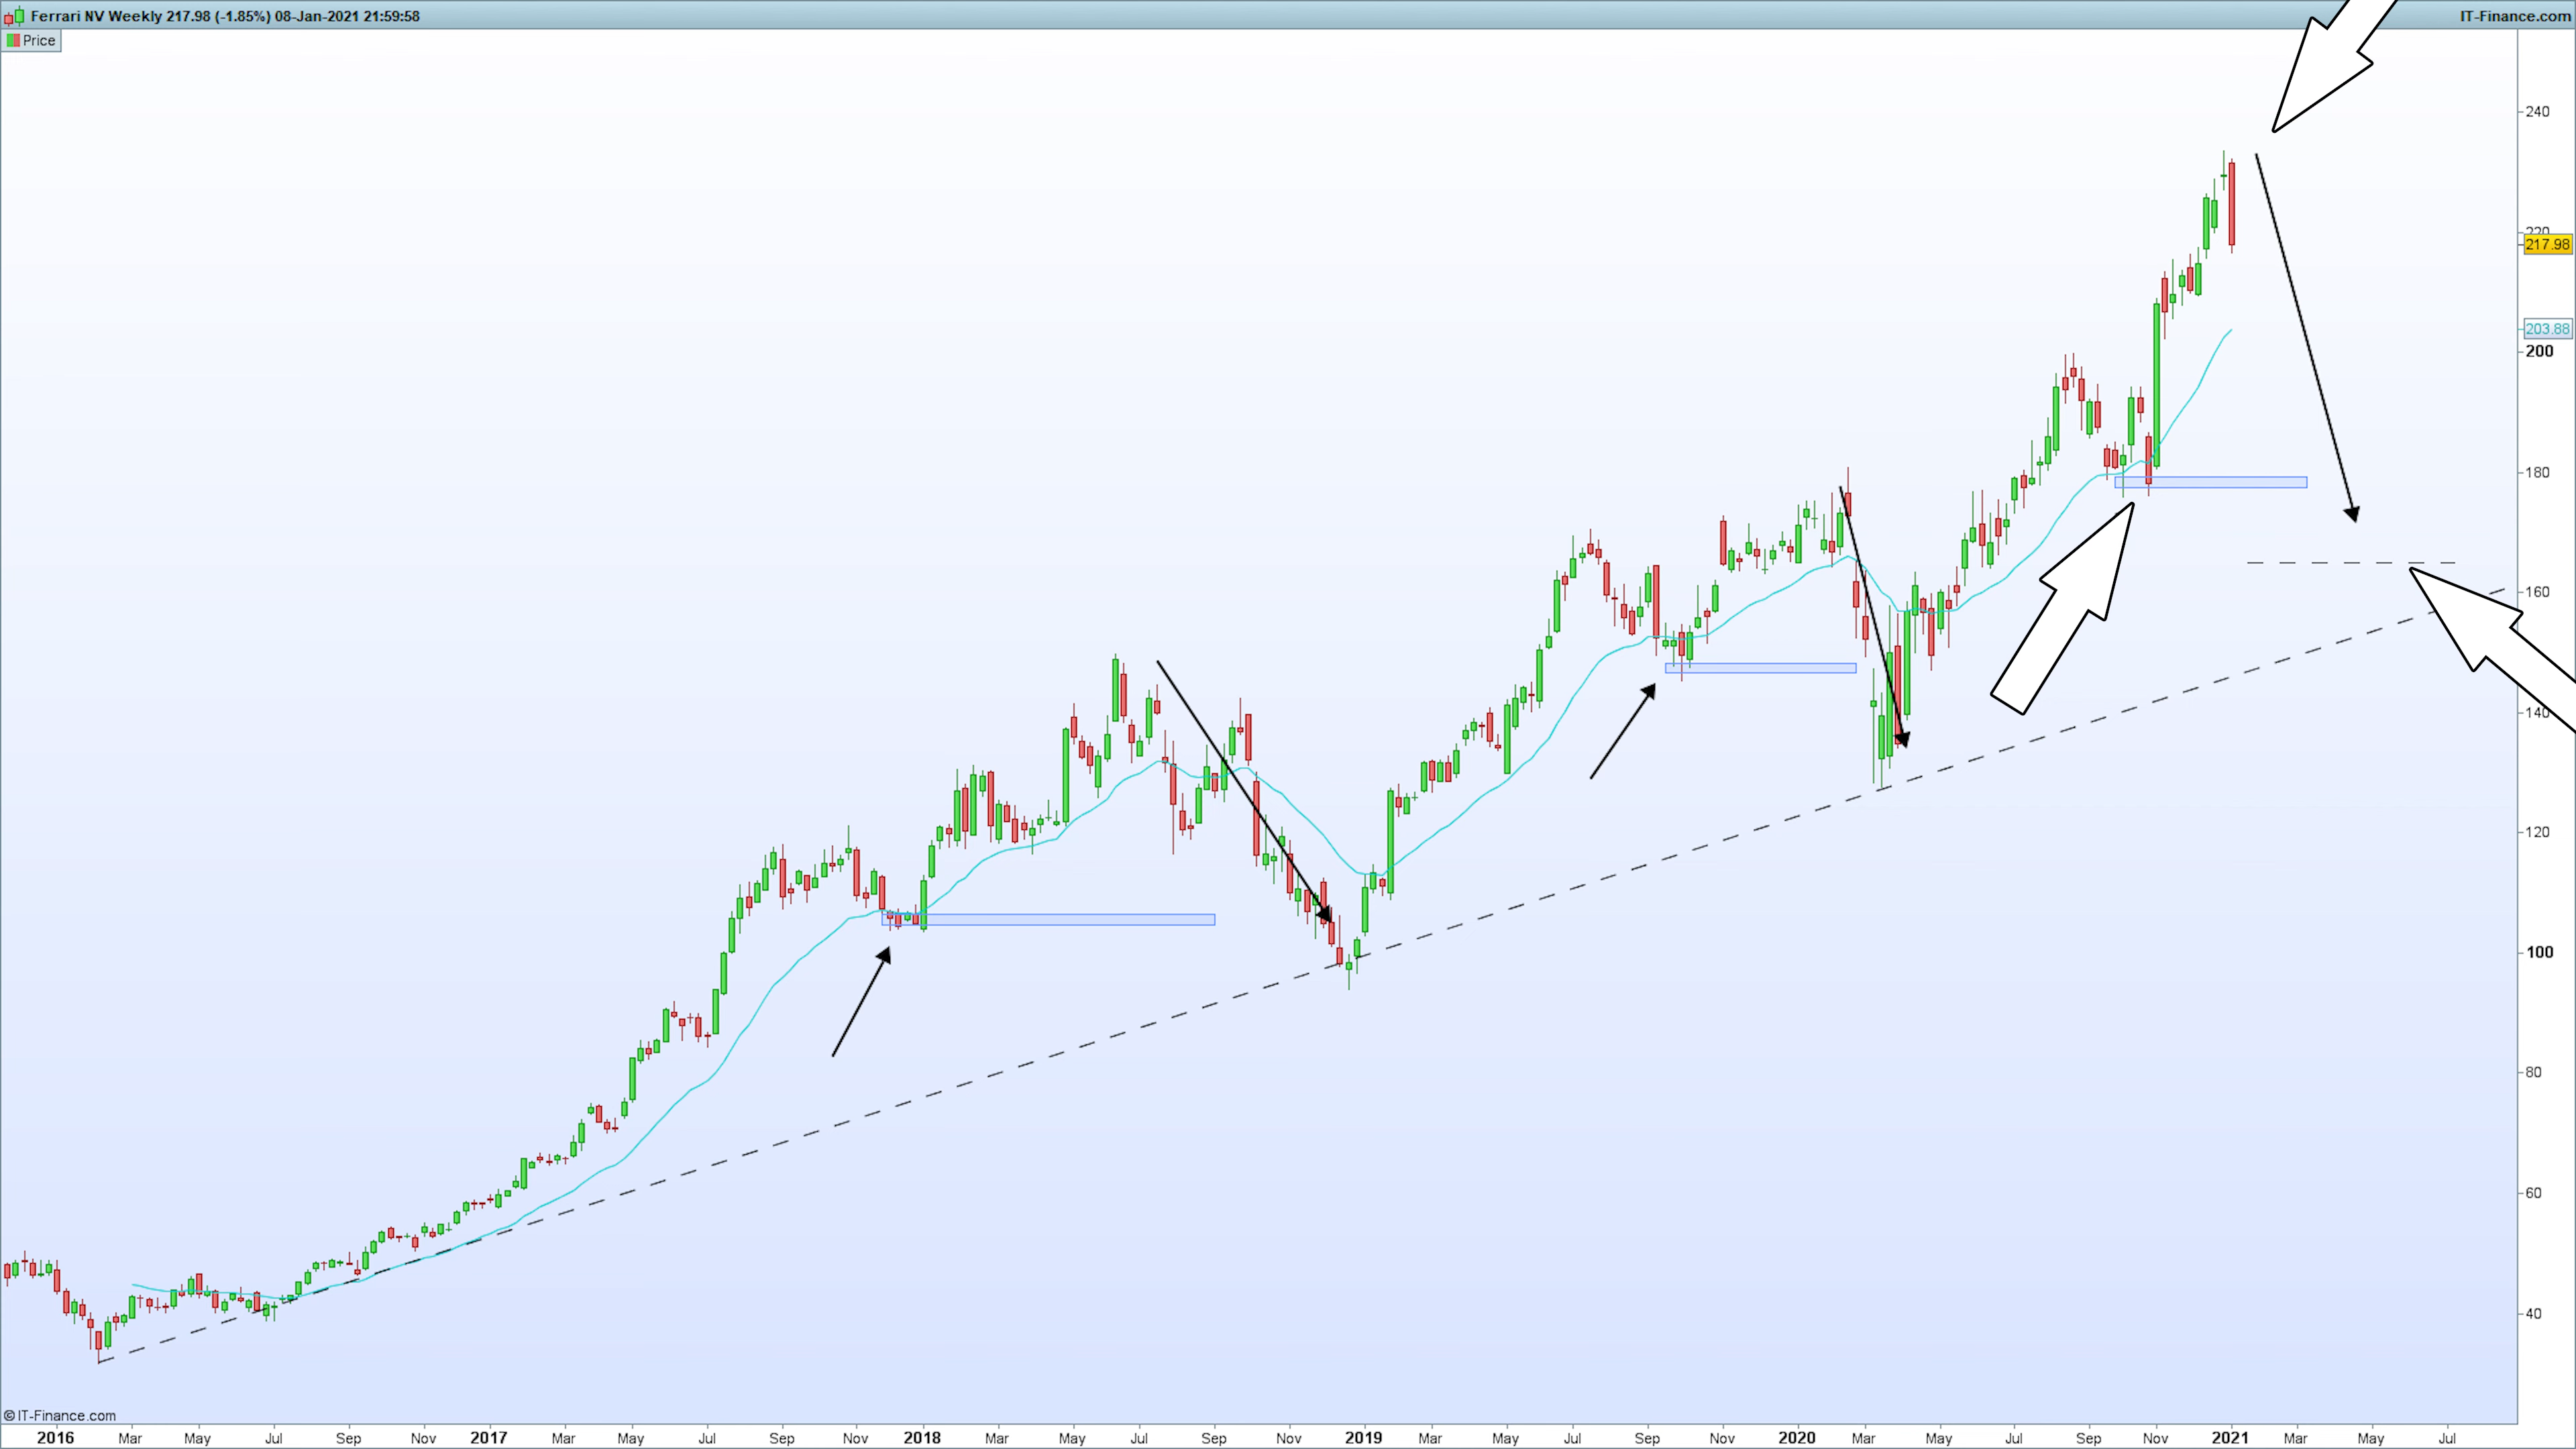 Ferrari NV Weekly 217.98 (-1.85%) 08-Jan-2021 21:59:58
IT-Finance.com
Price
240
220
217.98
203.88
200
180
160
140
120
100
80
60
40
© IT-Finance.com
2016 Mar May Jul Sep Nov 2017 Mar May Jul Sep Nov 2018 Mar May Jul Sep Nov 2019 Mar May Jul Sep Nov 2020 Mar May Jul Sep Nov 2021 Mar May Jul